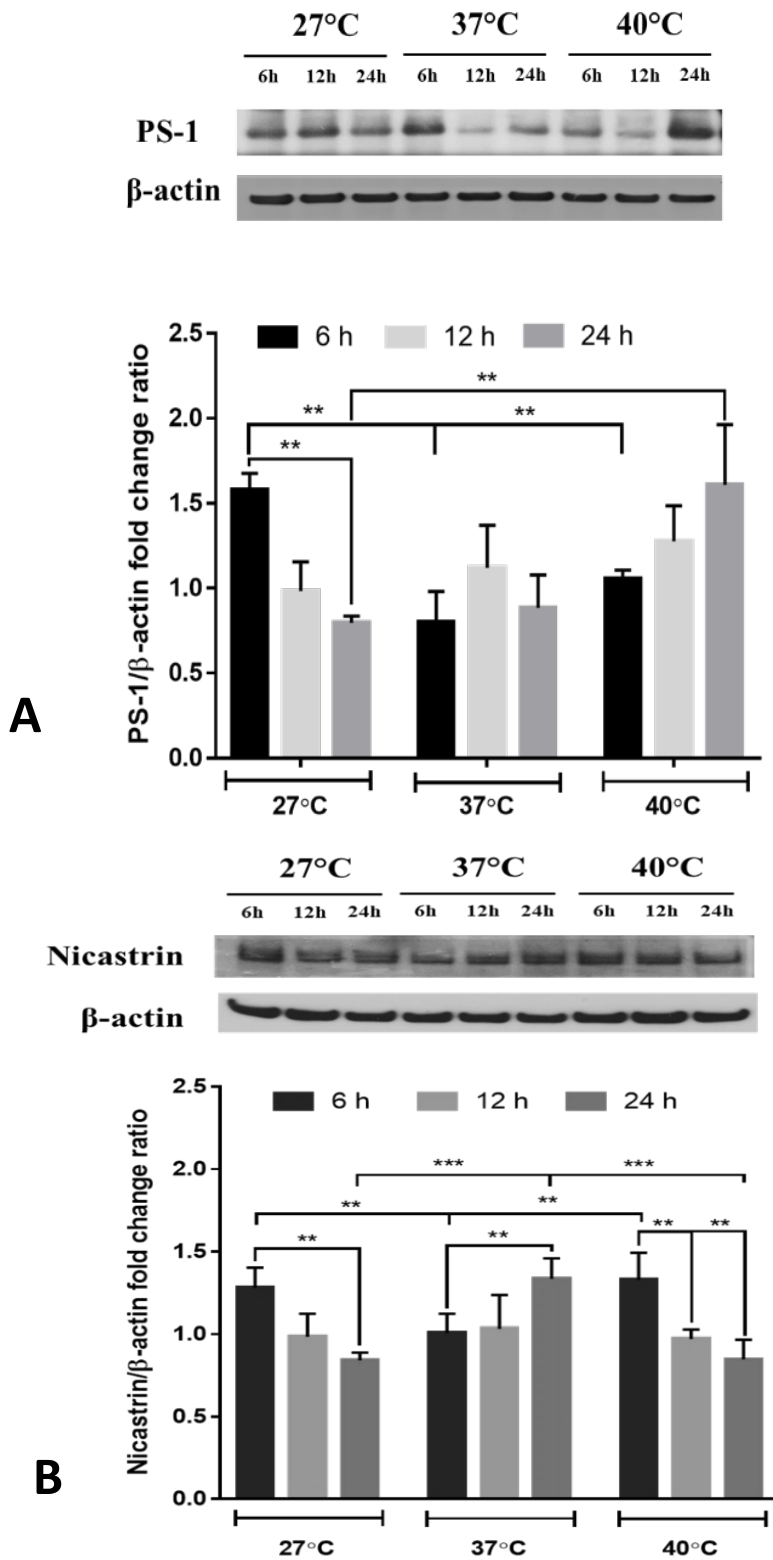 27°C 37°C 40°C
6h 12h 24h 6h 12h 24h 6h 12h 24h
PS-1
β-actin
2.5
6 h 12 h 24 h
**
2.0
** **
**
1.5
1.0
0.5
0.0
PS-1/β-actin fold change ratio
A
27°C 37°C 40°C
27°C 37°C 40°C
6h 12h 24h 6h 12h 24h 6h 12h 24h
Nicastrin
β-actin
2.5
6 h 12 h 24 h
2.0
*** ***
** **
** ** ** **
1.5
1.0
0.5
0.0
Nicastrin/β-actin fold change ratio
B
27°C 37°C 40°C